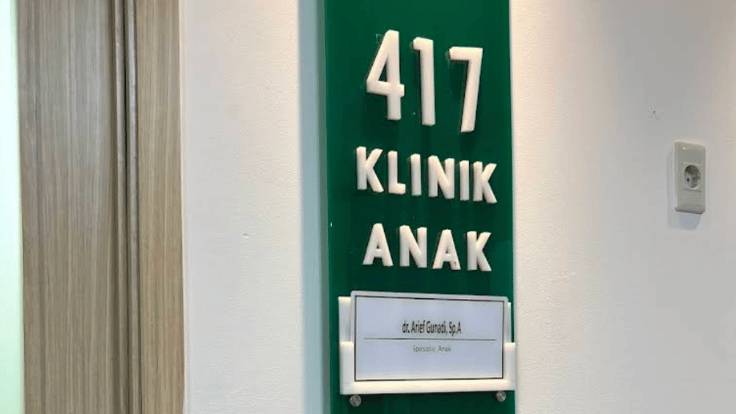 417
KLINIK
ANAK
dr. Arief Gunadi, Sp.A
Spesialis Anak